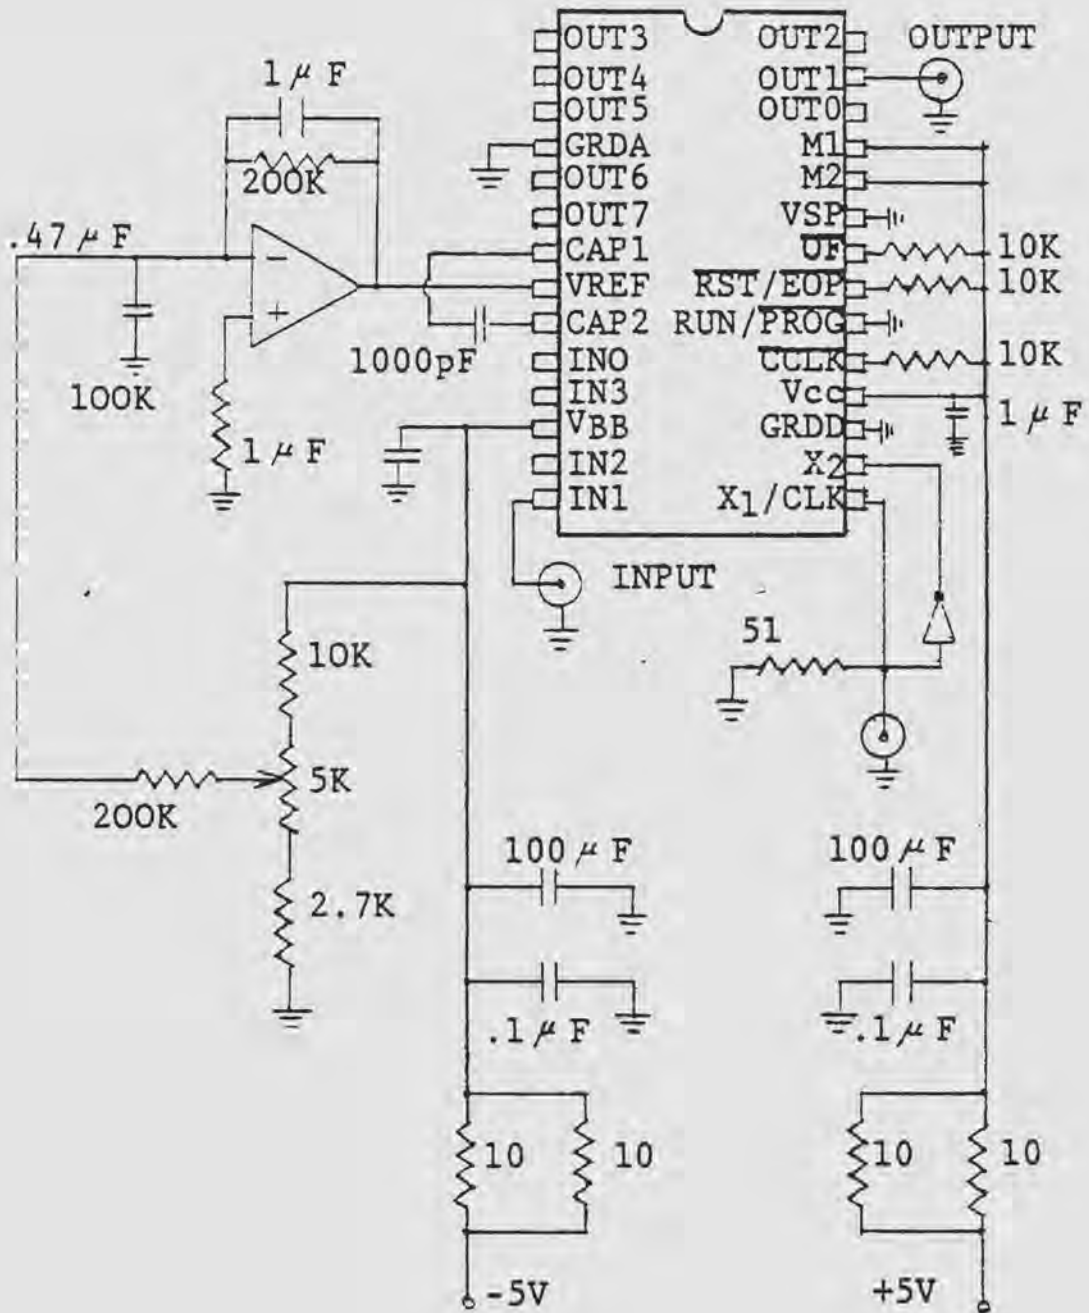 OUT3 OUT2 OUTPUT
OUT4 OUT1
OUT5 OUT0
GRDA M1
OUT6 M2
OUT7 VSP
CAP1 UF 10K
VREF RST/EOP 10K
CAP2 RUN/PROG
INO CCLK 10K
IN3 Vcc 1μF
VBB GRDD
IN2 X2
IN1 X1/CLK
1μF
200K
.47μF
-
+
100K
1μF
1000pF
INPUT
51
10K
5K
200K
2.7K
100μF 100μF
.1μF .1μF
10 10 10 10
-5V +5V